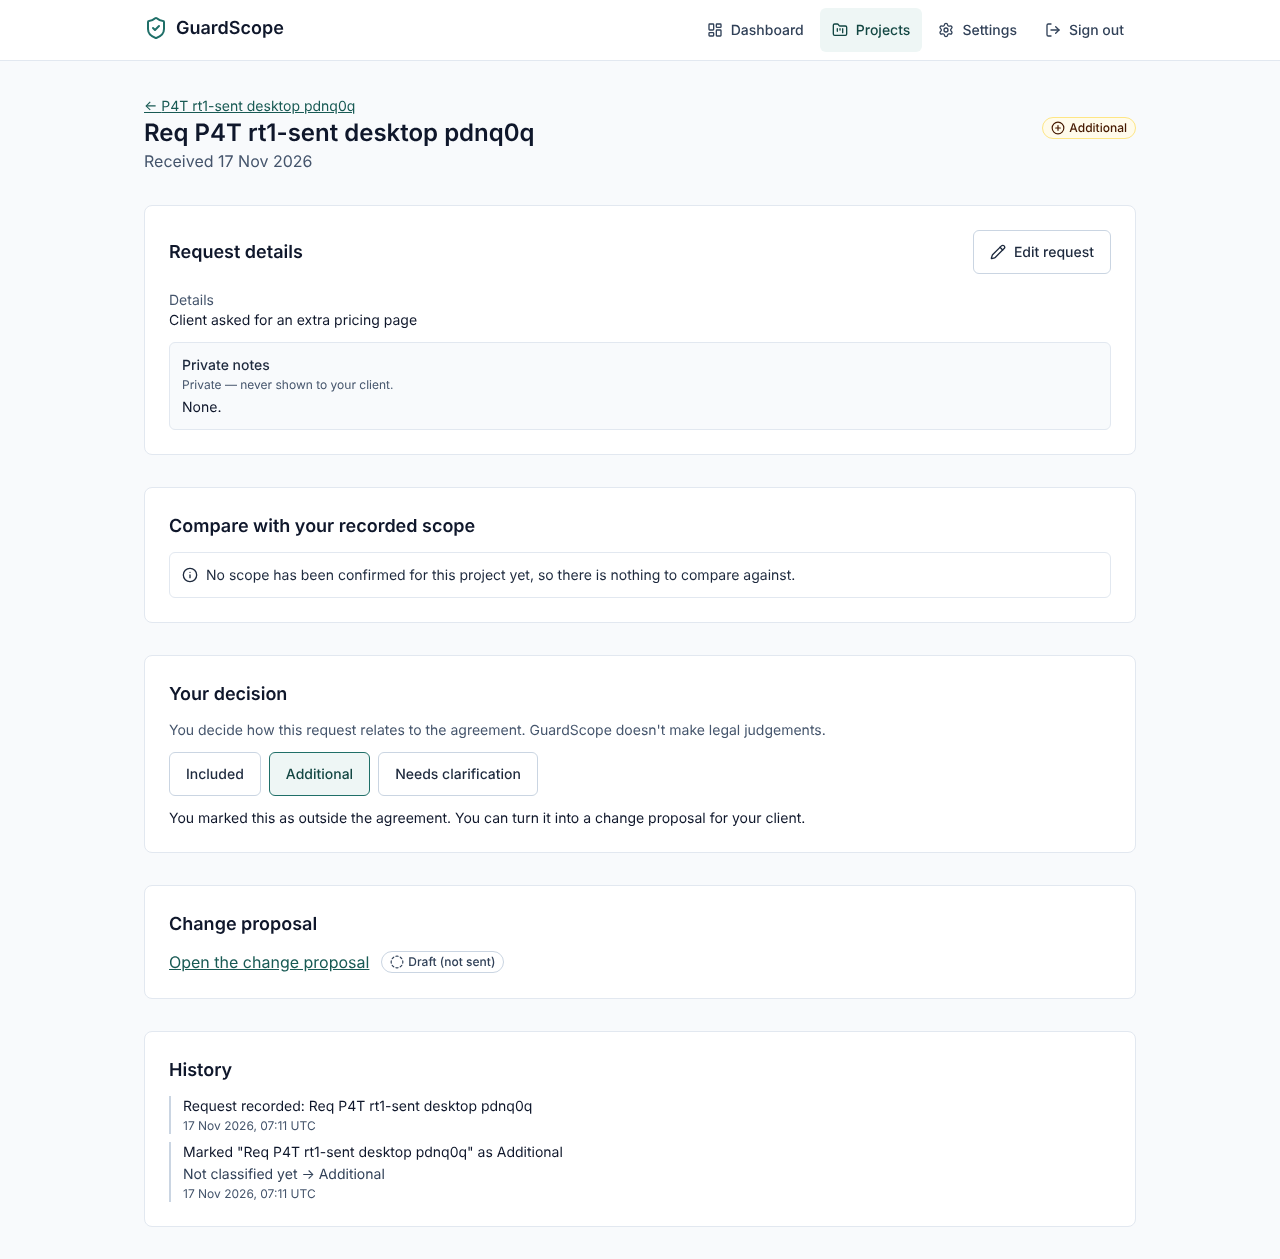 GuardScope
Dashboard
Projects
Settings
Sign out
← P4T rt1-sent desktop pdnq0q
Req P4T rt1-sent desktop pdnq0q
Additional
Received 17 Nov 2026
Request details
Edit request
Details
Client asked for an extra pricing page
Private notes
Private — never shown to your client.
None.
Compare with your recorded scope
No scope has been confirmed for this project yet, so there is nothing to compare against.
Your decision
You decide how this request relates to the agreement. GuardScope doesn't make legal judgements.
Included
Additional
Needs clarification
You marked this as outside the agreement. You can turn it into a change proposal for your client.
Change proposal
Open the change proposal
Draft (not sent)
History
Request recorded: Req P4T rt1-sent desktop pdnq0q
17 Nov 2026, 07:11 UTC
Marked "Req P4T rt1-sent desktop pdnq0q" as Additional
Not classified yet → Additional
17 Nov 2026, 07:11 UTC